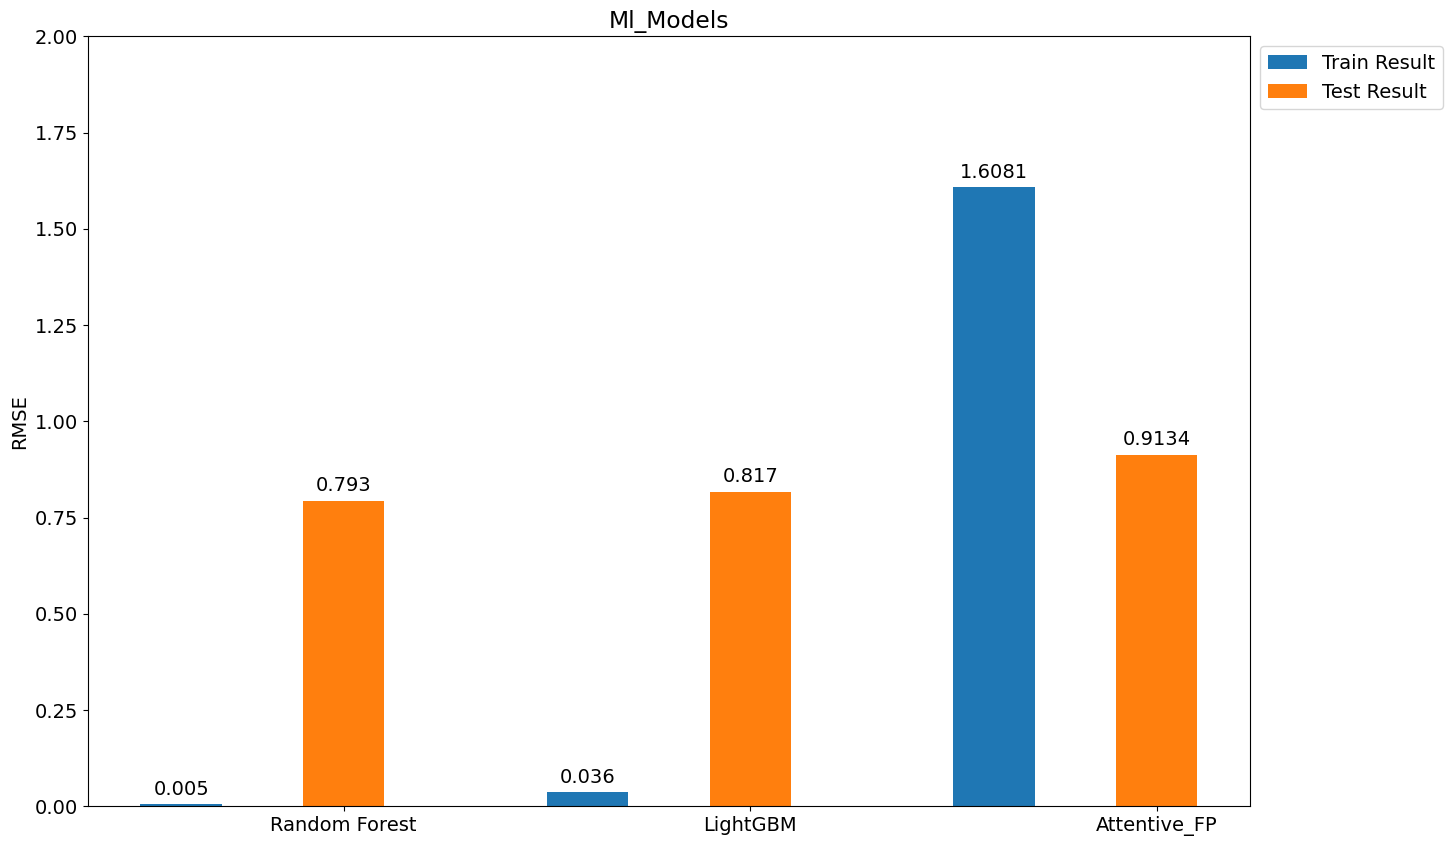 Ml_Models
2.00
1.75
1.50
1.25
1.00
0.75
0.50
0.25
0.00
RMSE
0.005
0.793
0.036
0.817
1.6081
0.9134
Random Forest
LightGBM
Attentive_FP
Train Result
Test Result